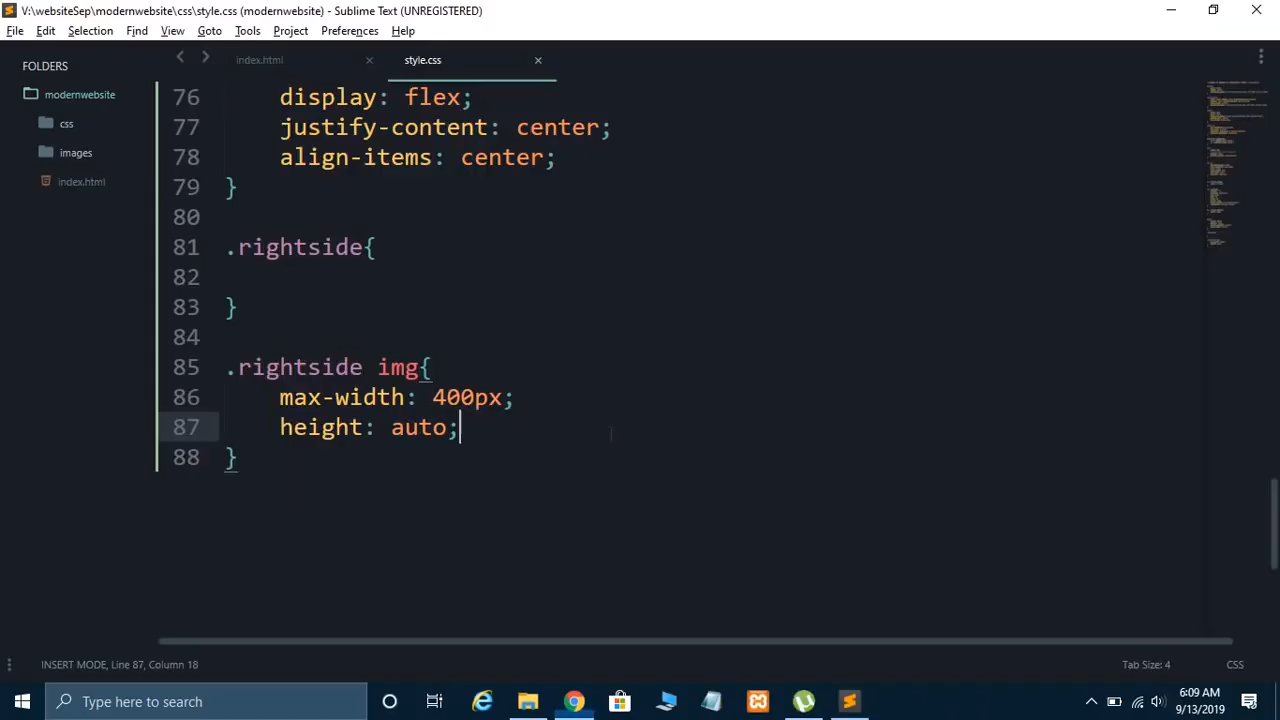 V:\websiteSep\modernwebsite\css\style.css (modernwebsite) - Sublime Text (UNREGISTERED)
File Edit Selection Find View Goto Tools Project Preferences Help
FOLDERS
modernwebsite
css
images
index.html
index.html × style.css ×
76 display: flex;
77 justify-content: center;
78 align-items: center;
79 }
80
81 .rightside{
82
83 }
84
85 .rightside img{
86 max-width: 400px;
87 height: auto;
88 }
INSERT MODE, Line 87, Column 18 Tab Size: 4 CSS
Type here to search
6:09 AM
9/13/2019